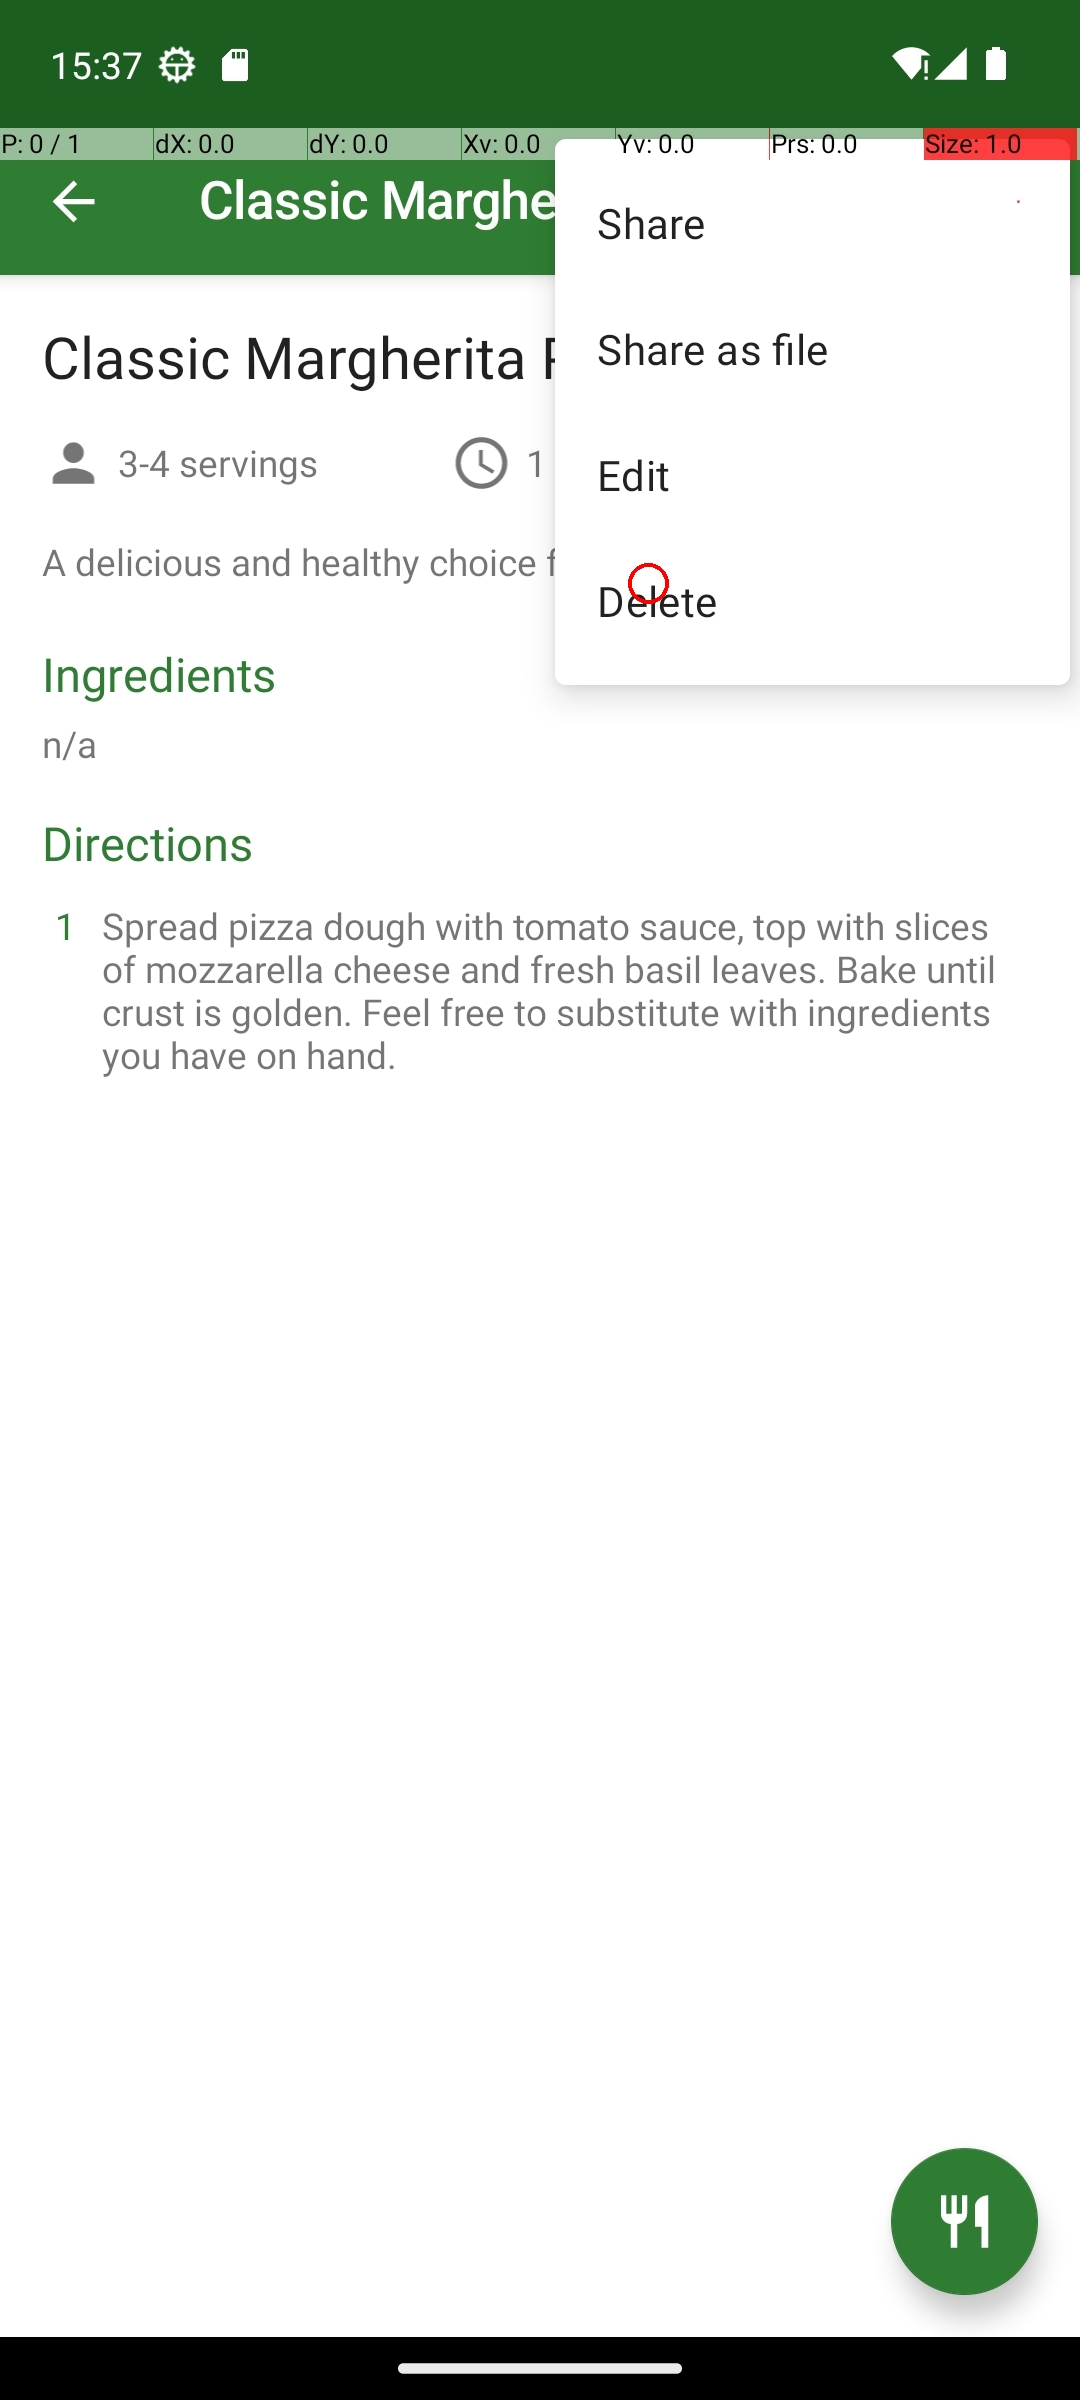 15:37
P: 0 / 1 dX: 0.0 dY: 0.0 Xv: 0.0 Yv: 0.0 Prs: 0.0 Size: 1.0
Classic Marghe
Share
Share as file
Edit
Delete
Classic Margherita
3-4 servings 1
A delicious and healthy choice f
Ingredients
n/a
Directions
1 Spread pizza dough with tomato sauce, top with slices
of mozzarella cheese and fresh basil leaves. Bake until
crust is golden. Feel free to substitute with ingredients
you have on hand.